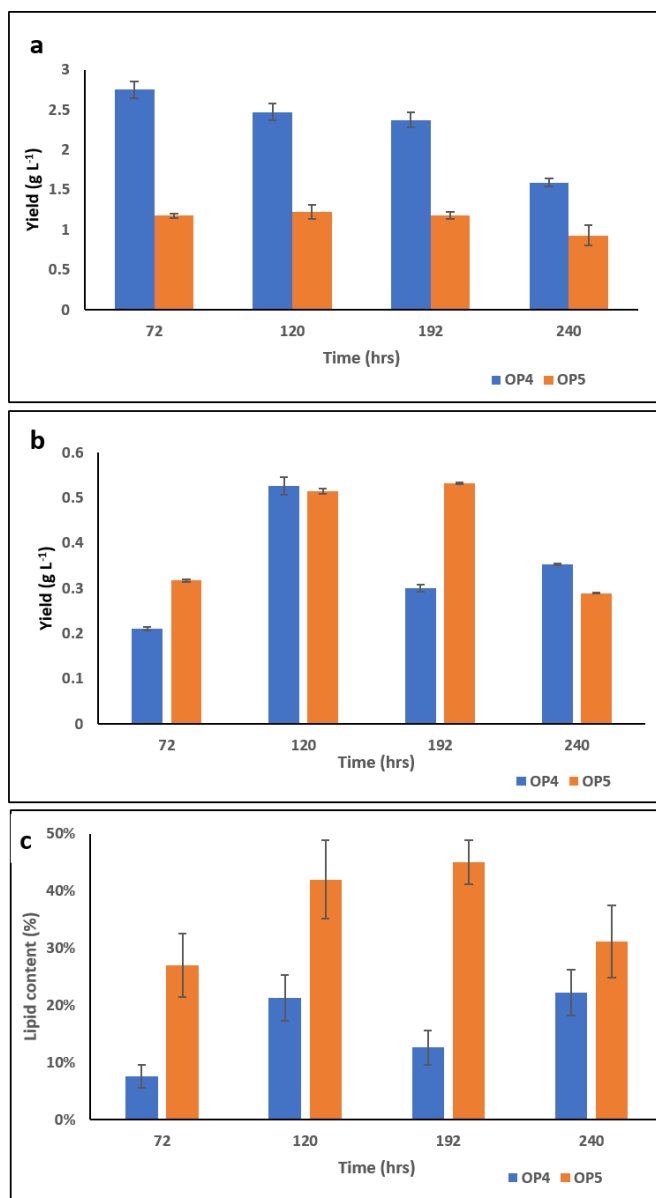 a
3
2.5
2
1.5
1
0.5
0
Yield (g L⁻¹)
72 120 192 240
Time (hrs)
OP4 OP5
b
0.6
0.5
0.4
0.3
0.2
0.1
0
Yield (g L⁻¹)
72 120 192 240
Time (hrs)
OP4 OP5
c
50%
40%
30%
20%
10%
0%
Lipid content (%)
72 120 192 240
Time (hrs)
OP4 OP5